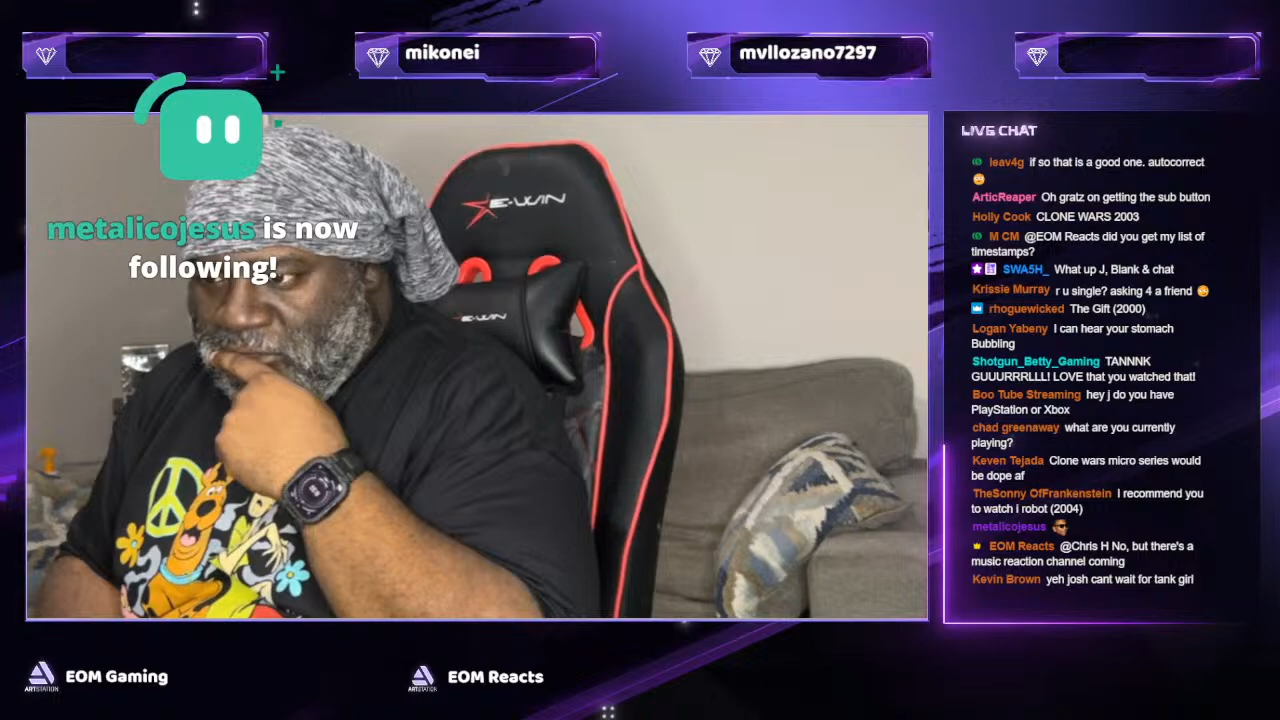 mikonei
mvllozano7297
metalicojesus is now
following!
E-WIN
E-WIN
LIVE CHAT
leav4g if so that is a good one. autocorrect
ArticReaper Oh gratz on getting the sub button
Holly Cook CLONE WARS 2003
M CM @EOM Reacts did you get my list of
timestamps?
SWA5H_ What up J, Blank & chat
Krissie Murray r u single? asking 4 a friend
rhoguewicked The Gift (2000)
Logan Yabeny I can hear your stomach
Bubbling
Shotgun_Betty_Gaming TANNNK
GUUURRRLLL! LOVE that you watched that!
Boo Tube Streaming hey j do you have
PlayStation or Xbox
chad greenaway what are you currently
playing?
Keven Tejada Clone wars micro series would
be dope af
TheSonny OfFrankenstein I recommend you
to watch i robot (2004)
metalicojesus
EOM Reacts @Chris H No, but there's a
music reaction channel coming
Kevin Brown yeh josh cant wait for tank girl
ARTSTATION
EOM Gaming
ARTSTATION
EOM Reacts